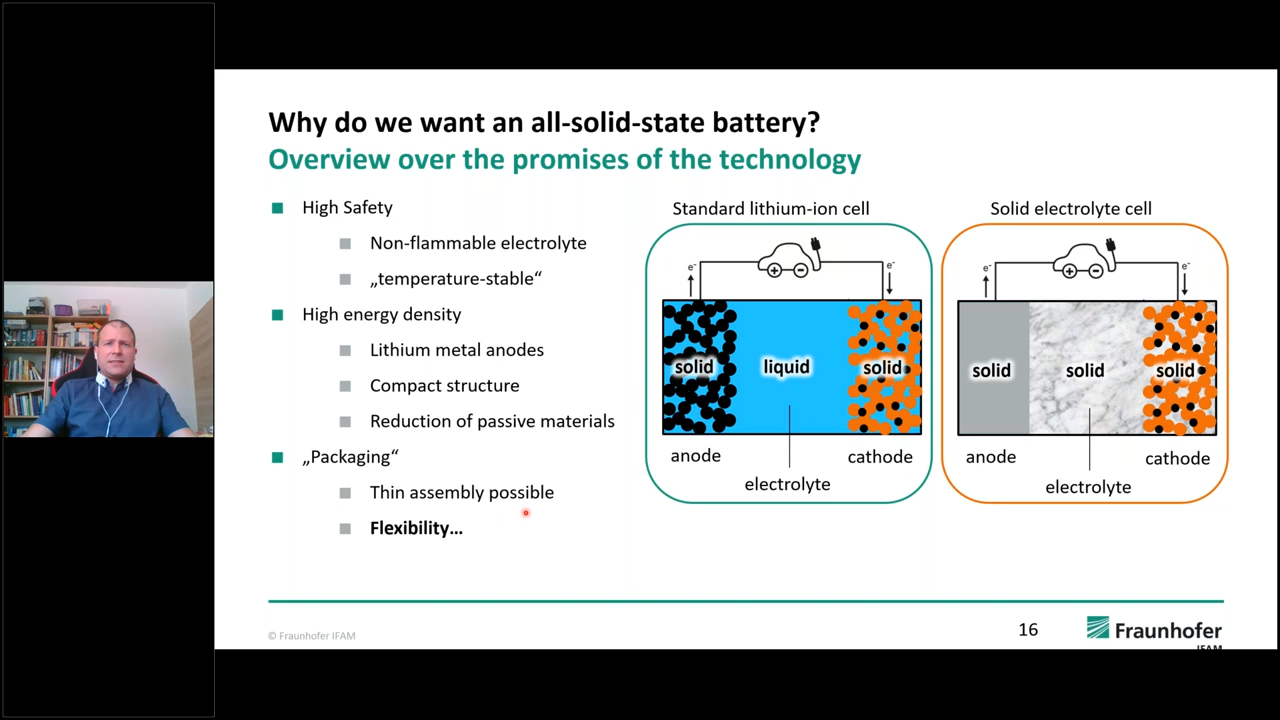 Why do we want an all-solid-state battery?
Overview over the promises of the technology
High Safety
Non-flammable electrolyte
„temperature-stable“
High energy density
Lithium metal anodes
Compact structure
Reduction of passive materials
„Packaging“
Thin assembly possible
Flexibility...
Standard lithium-ion cell
e-
e-
solid
liquid
solid
anode
cathode
electrolyte
Solid electrolyte cell
e-
e-
solid
solid
solid
anode
cathode
electrolyte
© Fraunhofer IFAM
16
Fraunhofer
IFAM